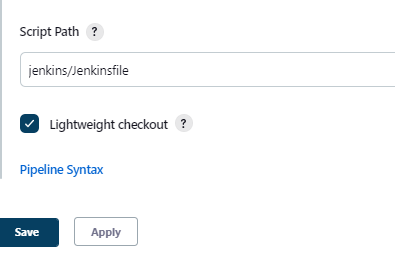 Script Path ?
jenkins/Jenkinsfile
Lightweight checkout ?
Pipeline Syntax
Save Apply